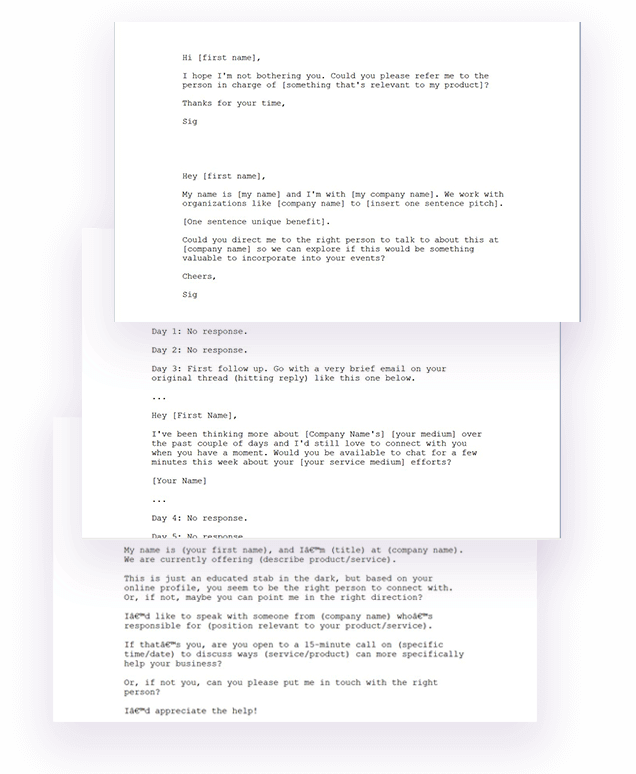 Hi [first name],
I hope I'm not bothering you. Could you please refer me to the
person in charge of [something that's relevant to my product]?
Thanks for your time,
Sig
Hey [first name],
My name is [my name] and I'm with [my company name]. We work with
organizations like [company name] to [insert one sentence pitch].
[One sentence unique benefit].
Could you direct me to the right person to talk to about this at
[company name] so we can explore if this would be something
valuable to incorporate into your events?
Cheers,
Sig
Day 1: No response.
Day 2: No response.
Day 3: First follow up. Go with a very brief email on your
original thread (hitting reply) like this one below.
...
Hey [First Name],
I've been thinking more about [Company Name's] [your medium] over
the past couple of days and I'd still love to connect with you
when you have a moment. Would you be available to chat for a few
minutes this week about your [your service medium] efforts?
[Your Name]
...
Day 4: No response.
Day 5: No response.
My name is (your first name), and I’m (title) at (company name).
We are currently offering (describe product/service).
This is just an educated stab in the dark, but based on your
online profile, you seem to be the right person to connect with.
Or, if not, maybe you can point me in the right direction?
I’d like to speak with someone from (company name) who’s
responsible for (position relevant to your product/service).
If that’s you, are you open to a 15-minute call on (specific
time/date) to discuss ways (service/product) can more specifically
help your business?
Or, if not you, can you please put me in touch with the right
person?
I’d appreciate the help!